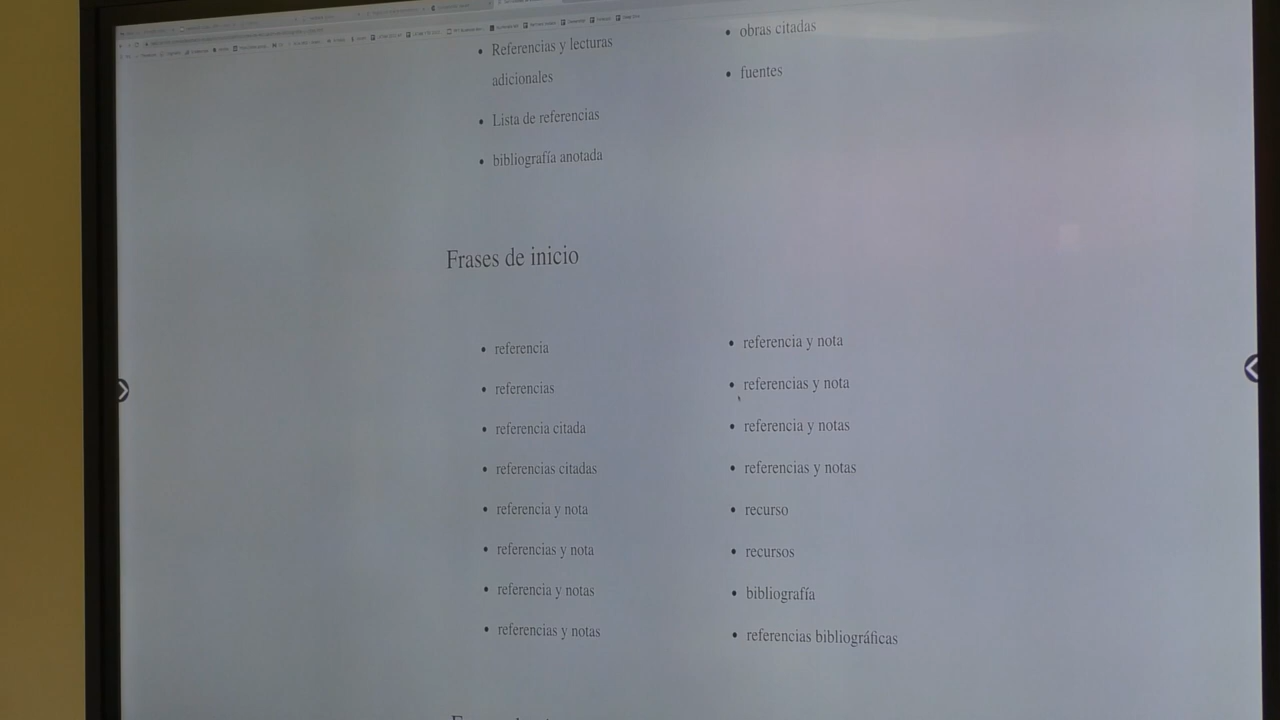 Referencias y lecturas
adicionales
Lista de referencias
bibliografía anotada
obras citadas
fuentes
Frases de inicio
referencia
referencias
referencia citada
referencias citadas
referencia y nota
referencias y nota
referencia y notas
referencias y notas
referencia y nota
referencias y nota
referencia y notas
referencias y notas
recurso
recursos
bibliografía
referencias bibliográficas